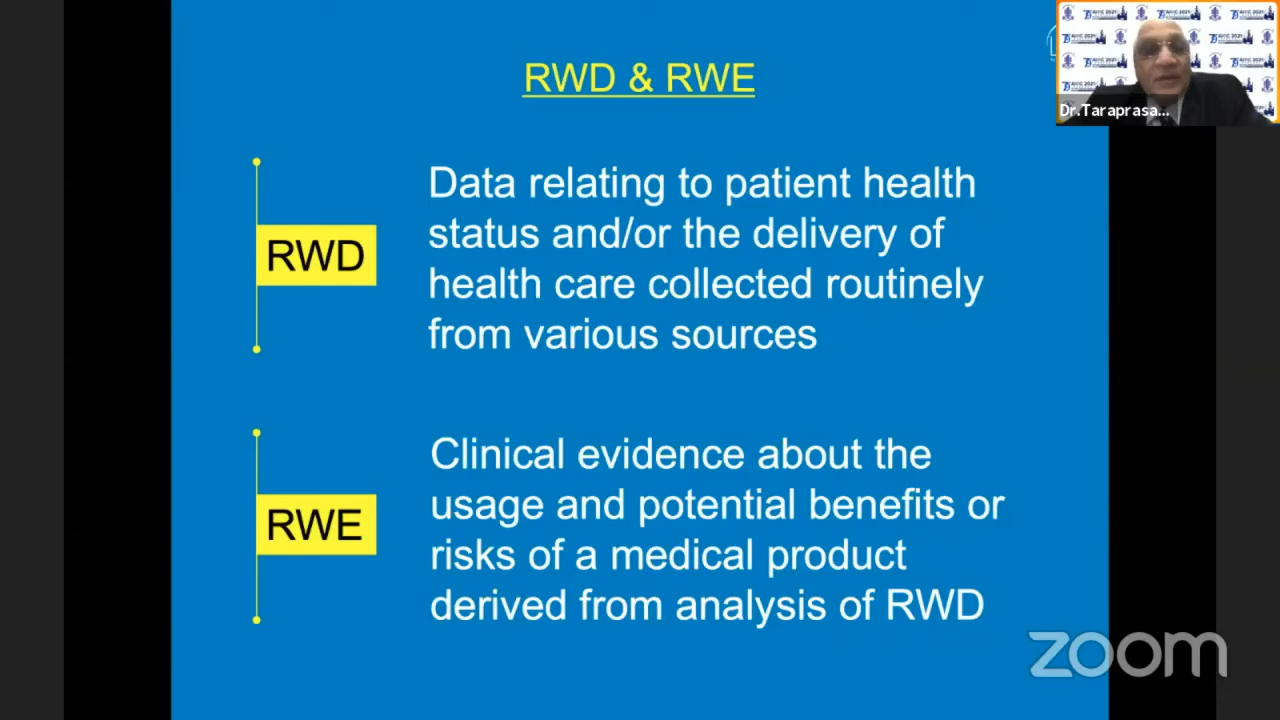 RWD & RWE
RWD
Data relating to patient health
status and/or the delivery of
health care collected routinely
from various sources
RWE
Clinical evidence about the
usage and potential benefits or
risks of a medical product
derived from analysis of RWD
Dr.Taraprasa...
zoom